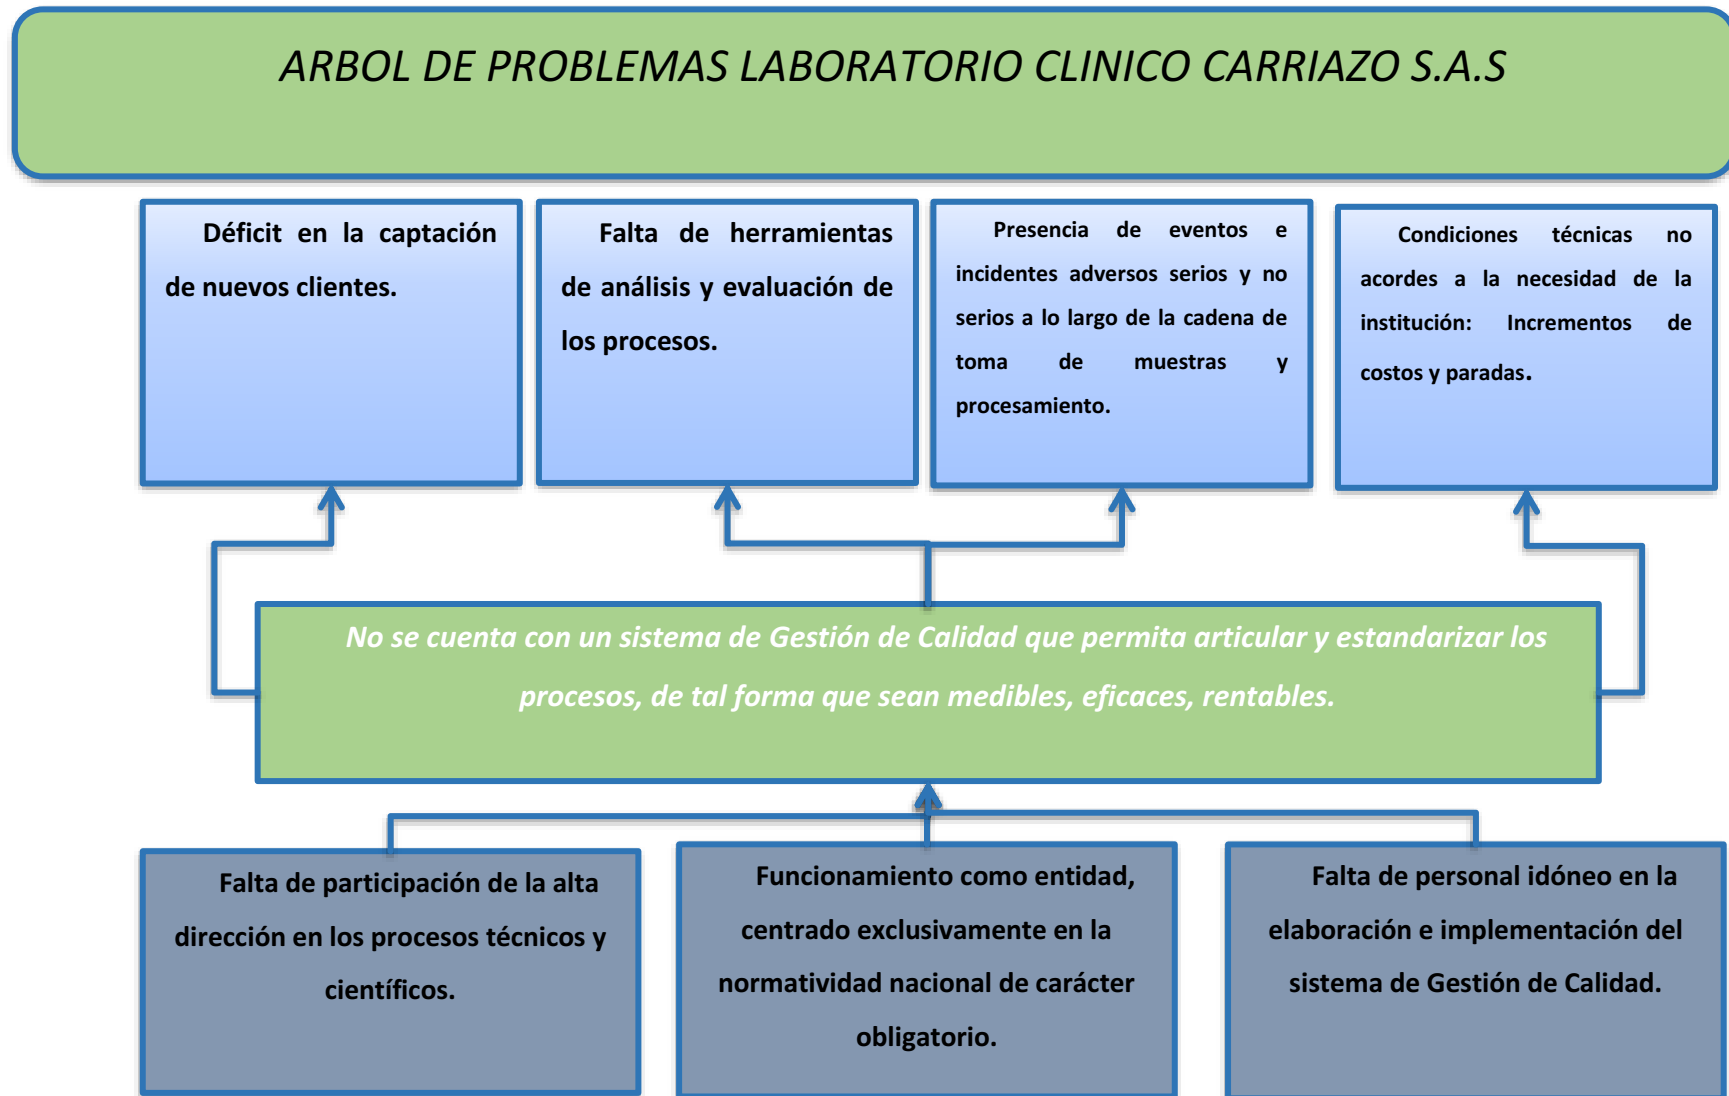 ARBOL DE PROBLEMAS LABORATORIO CLINICO CARRIAZO S.A.S
Déficit en la captación
de nuevos clientes.
Falta de herramientas
de análisis y evaluación de
los procesos.
Presencia de eventos e
incidentes adversos serios y no
serios a lo largo de la cadena de
toma de muestras y
procesamiento.
Condiciones técnicas no
acordes a la necesidad de la
institución: Incrementos de
costos y paradas.
No se cuenta con un sistema de Gestión de Calidad que permita articular y estandarizar los
procesos, de tal forma que sean medibles, eficaces, rentables.
Falta de participación de la alta
dirección en los procesos técnicos y
científicos.
Funcionamiento como entidad,
centrado exclusivamente en la
normatividad nacional de carácter
obligatorio.
Falta de personal idóneo en la
elaboración e implementación del
sistema de Gestión de Calidad.